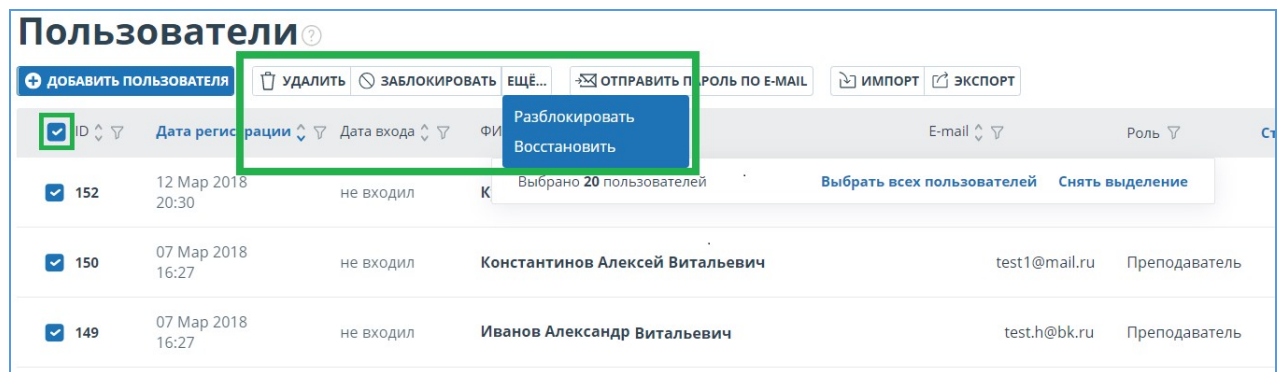 Пользователи ?
ДОБАВИТЬ ПОЛЬЗОВАТЕЛЯ УДАЛИТЬ ЗАБЛОКИРОВАТЬ ЕЩЁ... ОТПРАВИТЬ ПАРОЛЬ ПО E-MAIL ИМПОРТ ЭКСПОРТ
Разблокировать
ID Дата регистрации Дата входа ФИ E-mail Роль Ст
Восстановить
Выбрано 20 пользователей Выбрать всех пользователей Снять выделение
152 12 Мар 2018 не входил К
20:30
150 07 Мар 2018 не входил Константинов Алексей Витальевич test1@mail.ru Преподаватель
16:27
149 07 Мар 2018 не входил Иванов Александр Витальевич test.h@bk.ru Преподаватель
16:27